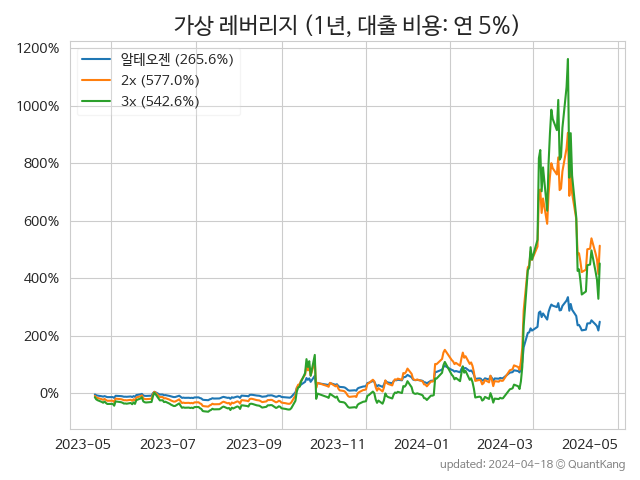 가상 레버리지 (1년, 대출 비용: 연 5%)
알테오젠 (265.6%)
2x (577.0%)
3x (542.6%)
1200%
1000%
800%
600%
400%
200%
0%
2023-05 2023-07 2023-09 2023-11 2024-01 2024-03 2024-05
updated: 2024-04-18 © QuantKang